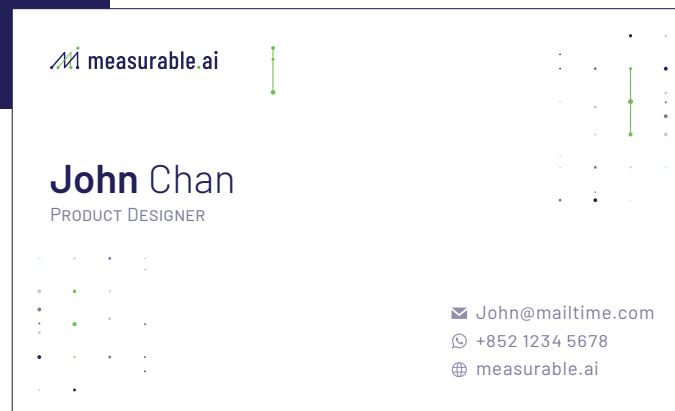 measurable.ai
John Chan
Product Designer
John@mailtime.com
+852 1234 5678
measurable.ai